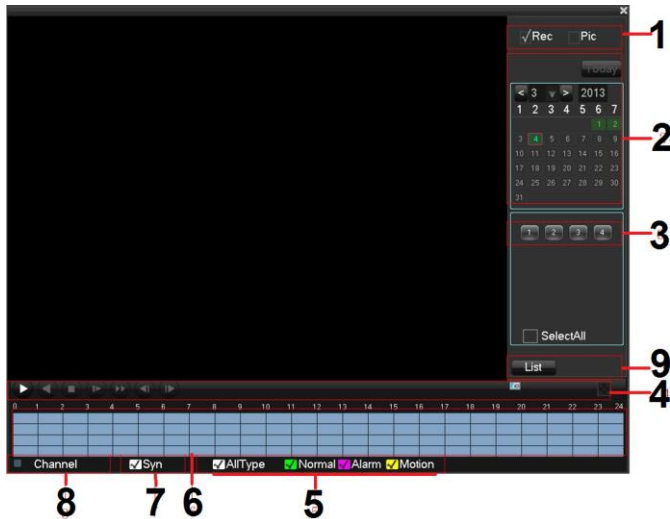 Rec Pic 1
Today
< 3 v > 2013
1 2 3 4 5 6 7
1 2
3 4 5 6 7 8 9 2
10 11 12 13 14 15 16
17 18 19 20 21 22 23
24 25 26 27 28 29 30
31
1 2 3 4 3
SelectAll
List 9
4
0 1 2 3 4 5 6 7 8 9 10 11 12 13 14 15 16 17 18 19 20 21 22 23 24
Channel Syn AllType Normal Alarm Motion
8 7 6 5